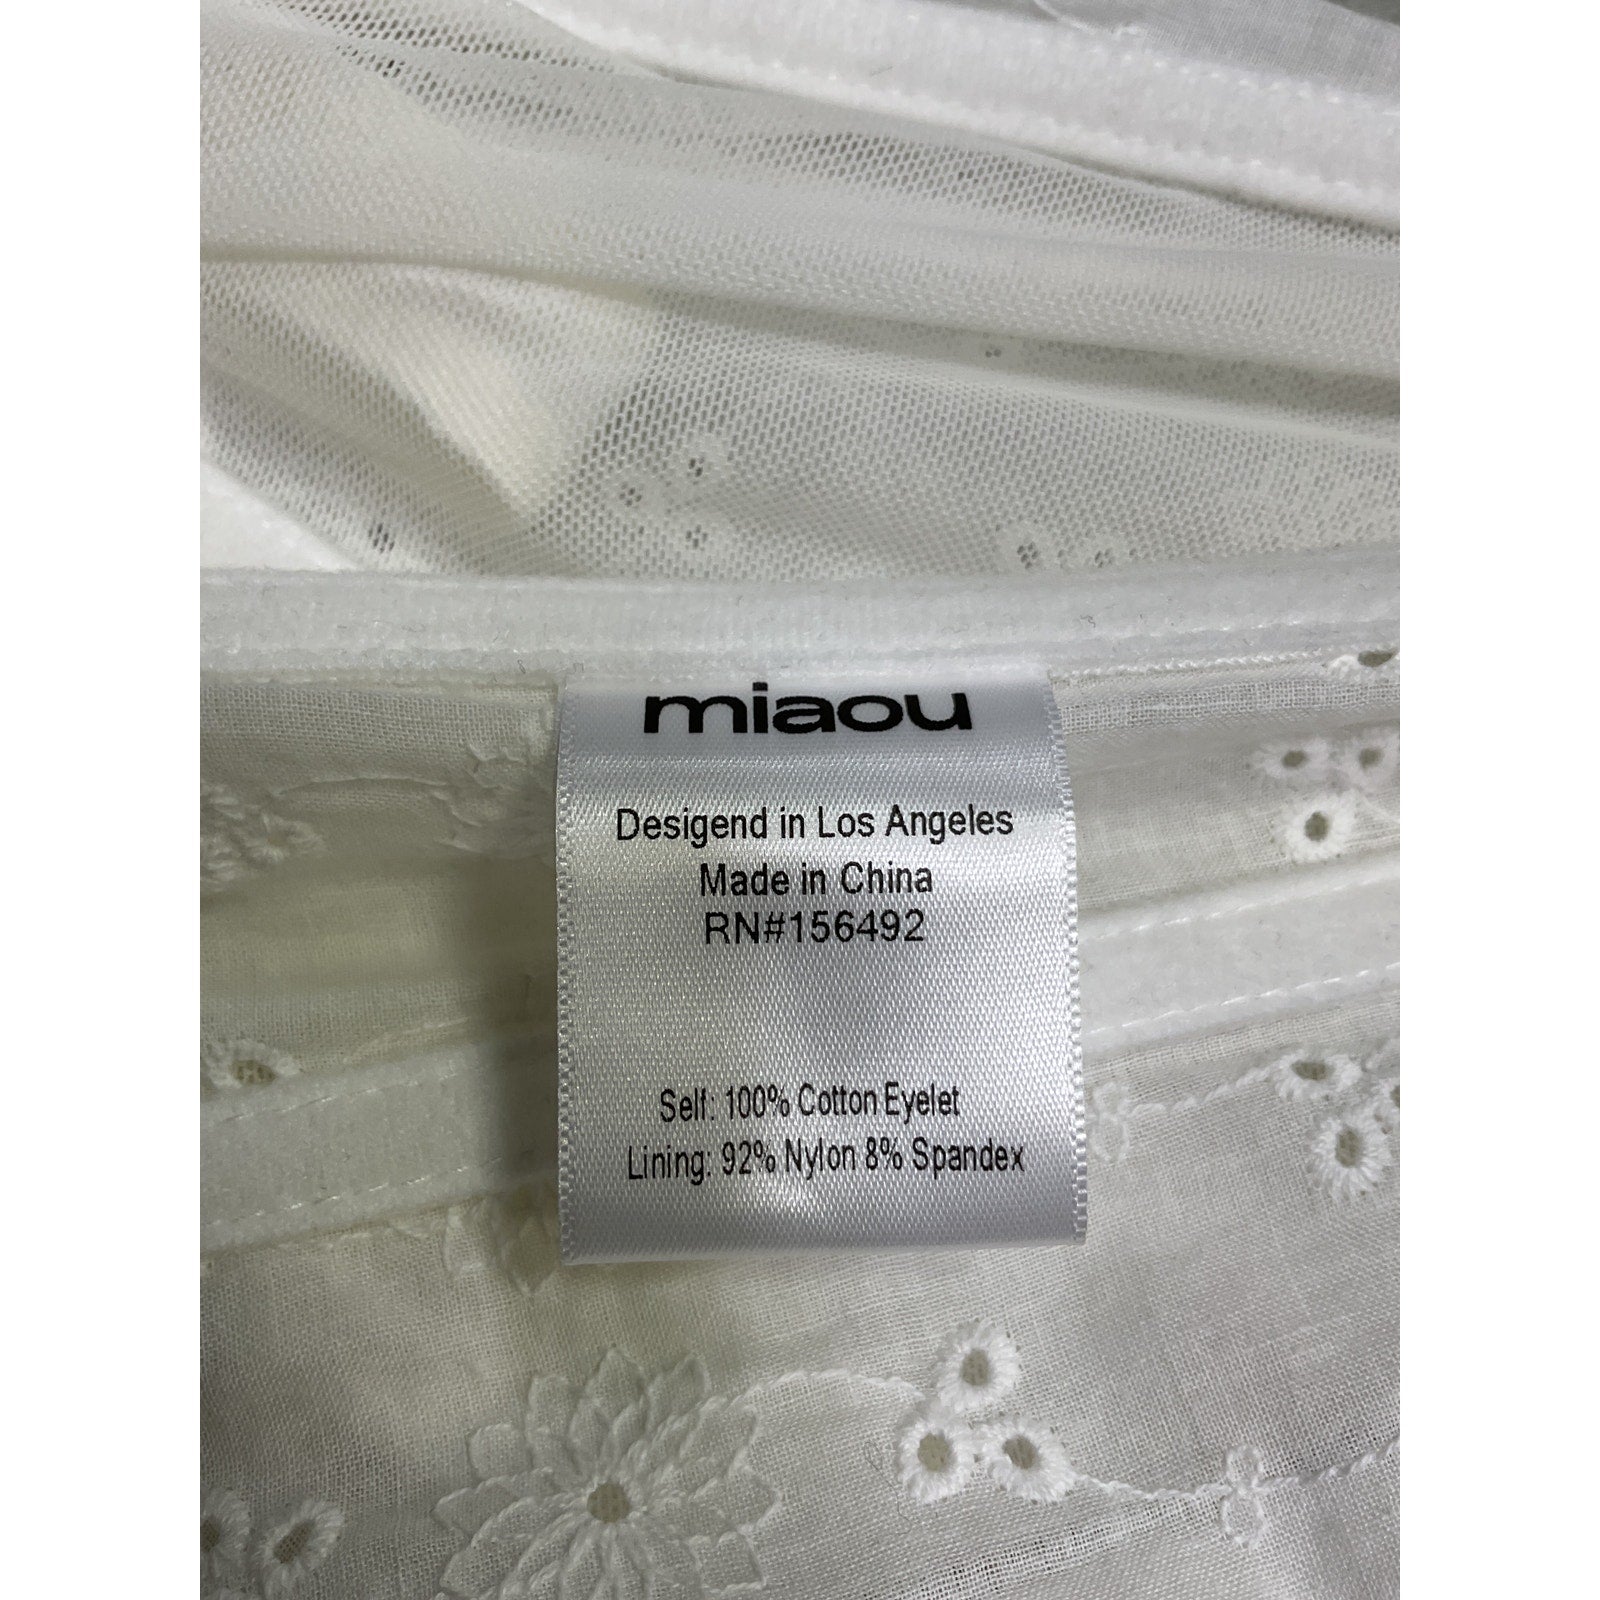 miaou
Desigend in Los Angeles
Made in China
RN#156492
Self: 100% Cotton Eyelet
Lining: 92% Nylon 8% Spandex